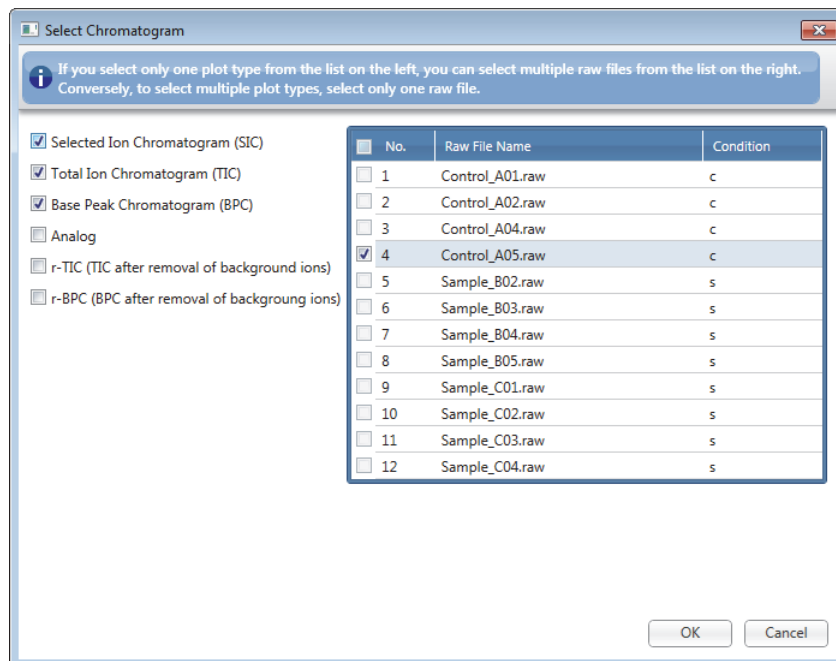 Select Chromatogram
If you select only one plot type from the list on the left, you can select multiple raw files from the list on the right.
Conversely, to select multiple plot types, select only one raw file.
Selected Ion Chromatogram (SIC)
Total Ion Chromatogram (TIC)
Base Peak Chromatogram (BPC)
Analog
r-TIC (TIC after removal of background ions)
r-BPC (BPC after removal of backgroung ions)
No. Raw File Name Condition
1 Control_A01.raw c
2 Control_A02.raw c
3 Control_A04.raw c
4 Control_A05.raw c
5 Sample_B02.raw s
6 Sample_B03.raw s
7 Sample_B04.raw s
8 Sample_B05.raw s
9 Sample_C01.raw s
10 Sample_C02.raw s
11 Sample_C03.raw s
12 Sample_C04.raw s
OK Cancel